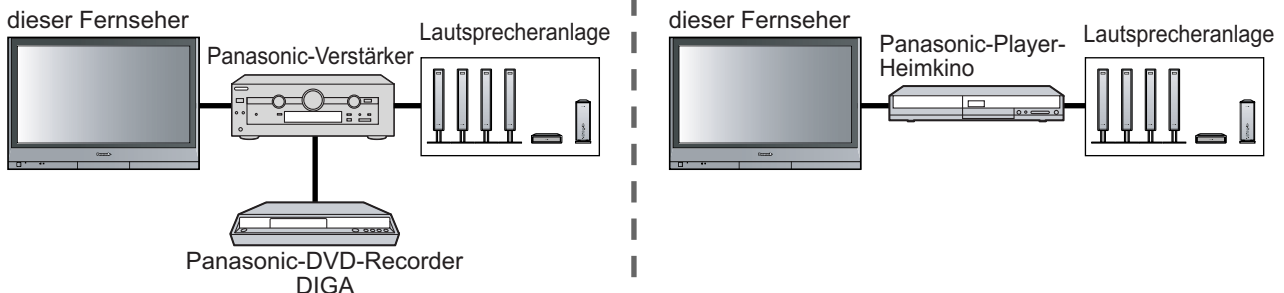 dieser Fernseher
Panasonic-Verstärker
Lautsprecheranlage
Panasonic-DVD-Recorder
DIGA
dieser Fernseher
Panasonic-Player-
Heimkino
Lautsprecheranlage